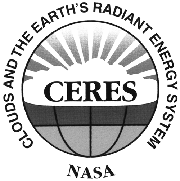 CLOUDS AND THE EARTH'S RADIANT ENERGY SYSTEM
CERES
NASA